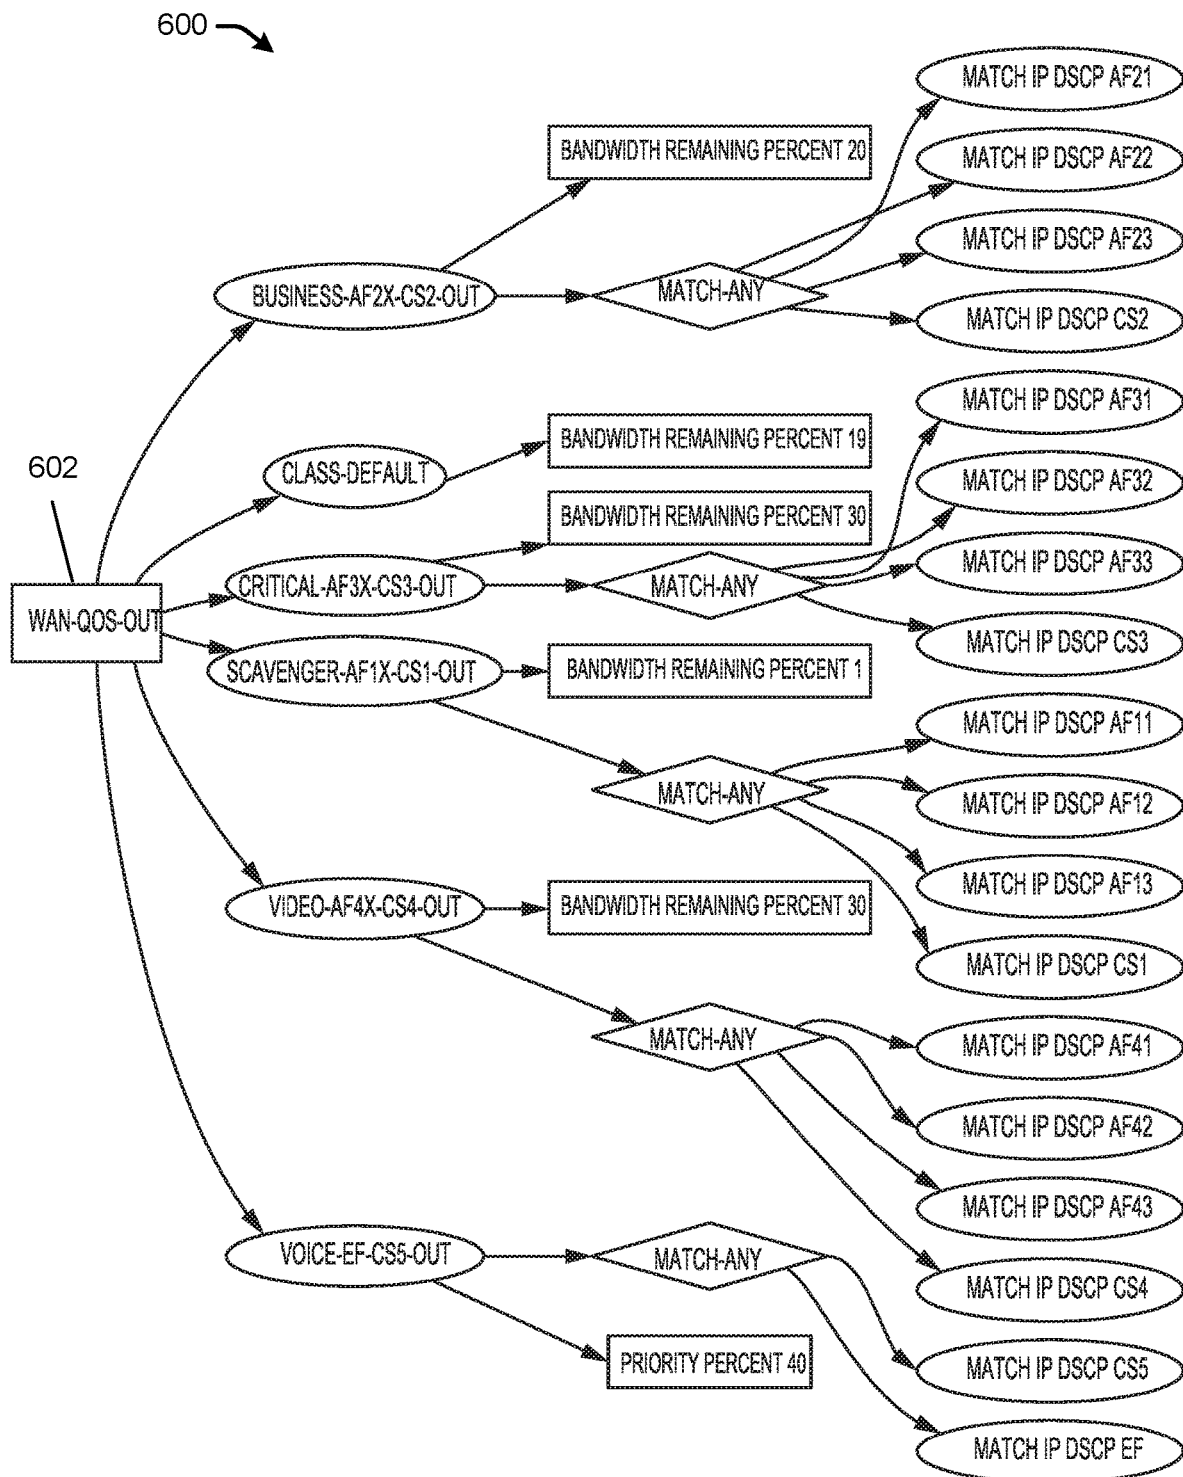 600
MATCH IP DSCP AF21
BANDWIDTH REMAINING PERCENT 20
MATCH IP DSCP AF22
MATCH IP DSCP AF23
BUSINESS-AF2X-CS2-OUT
MATCH-ANY
MATCH IP DSCP CS2
MATCH IP DSCP AF31
BANDWIDTH REMAINING PERCENT 19
602
CLASS-DEFAULT
MATCH IP DSCP AF32
BANDWIDTH REMAINING PERCENT 30
MATCH IP DSCP AF33
CRITICAL-AF3X-CS3-OUT
MATCH-ANY
WAN-QOS-OUT
MATCH IP DSCP CS3
SCAVENGER-AF1X-CS1-OUT
BANDWIDTH REMAINING PERCENT 1
MATCH IP DSCP AF11
MATCH-ANY
MATCH IP DSCP AF12
MATCH IP DSCP AF13
VIDEO-AF4X-CS4-OUT
BANDWIDTH REMAINING PERCENT 30
MATCH IP DSCP CS1
MATCH-ANY
MATCH IP DSCP AF41
MATCH IP DSCP AF42
MATCH IP DSCP AF43
VOICE-EF-CS5-OUT
MATCH-ANY
MATCH IP DSCP CS4
PRIORITY PERCENT 40
MATCH IP DSCP CS5
MATCH IP DSCP EF